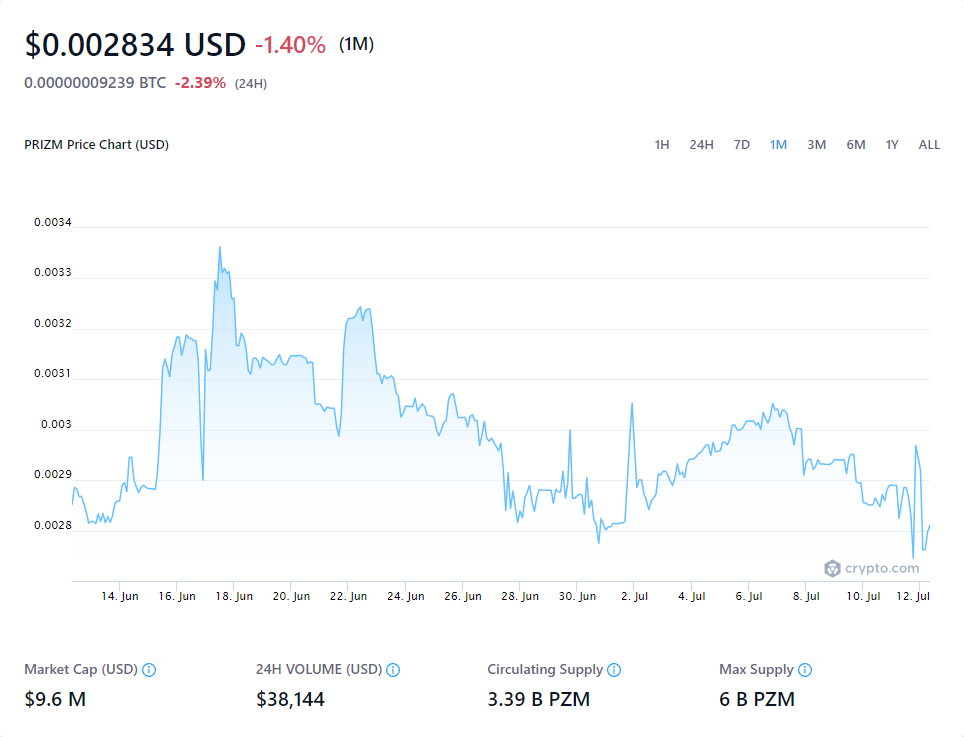 $0.002834 USD -1.40% (1M)
0.00000009239 BTC -2.39% (24H)
PRIZM Price Chart (USD) 1H 24H 7D 1M 3M 6M 1Y ALL
0.0034
0.0033
0.0032
0.0031
0.003
0.0029
0.0028
crypto.com
14. Jun 16. Jun 18. Jun 20. Jun 22. Jun 24. Jun 26. Jun 28. Jun 30. Jun 2. Jul 4. Jul 6. Jul 8. Jul 10. Jul 12. Jul
Market Cap (USD) 24H VOLUME (USD) Circulating Supply Max Supply
$9.6 M $38,144 3.39 B PZM 6 B PZM